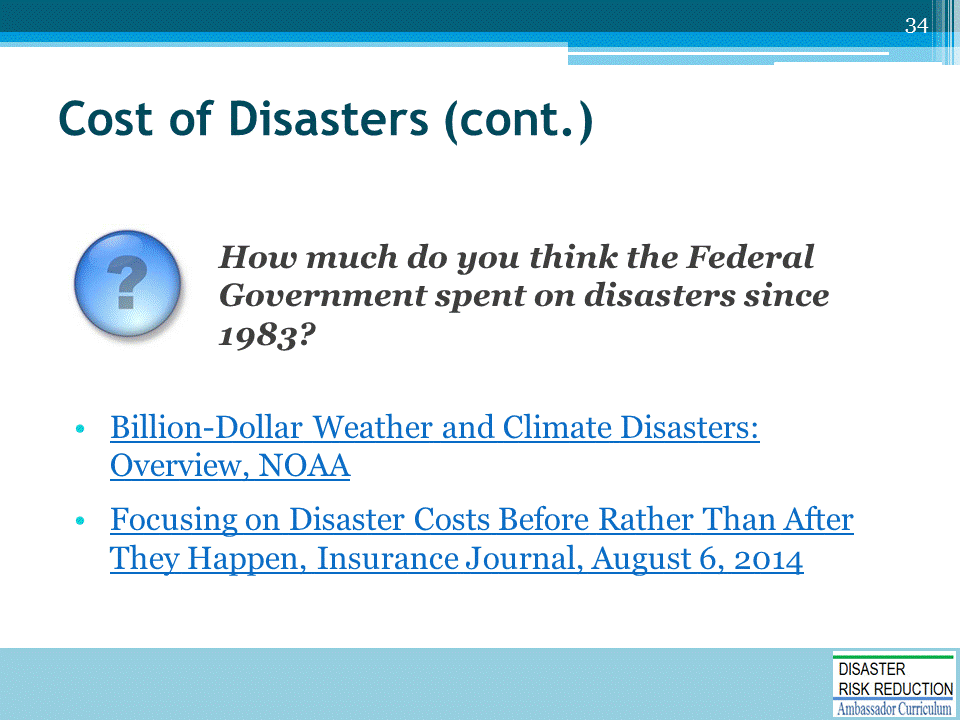 34
Cost of Disasters (cont.)
?
How much do you think the Federal
Government spent on disasters since
1983?
• Billion-Dollar Weather and Climate Disasters:
Overview, NOAA
• Focusing on Disaster Costs Before Rather Than After
They Happen, Insurance Journal, August 6, 2014
DISASTER
RISK REDUCTION
Ambassador Curriculum